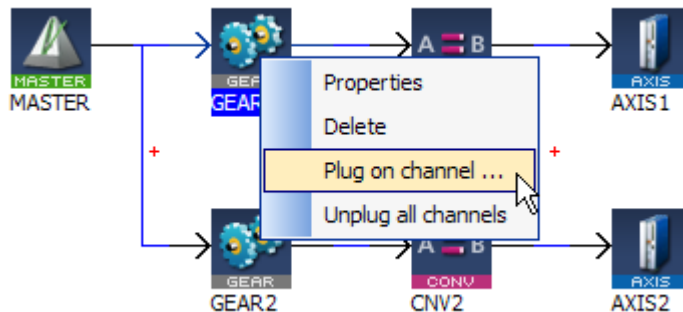 A B
MASTER
GEAR
AXIS
MASTER
GEAR
AXIS1
Properties
Delete
Plug on channel ...
Unplug all channels
A B
GEAR
CONV
AXIS
GEAR2
CNV2
AXIS2